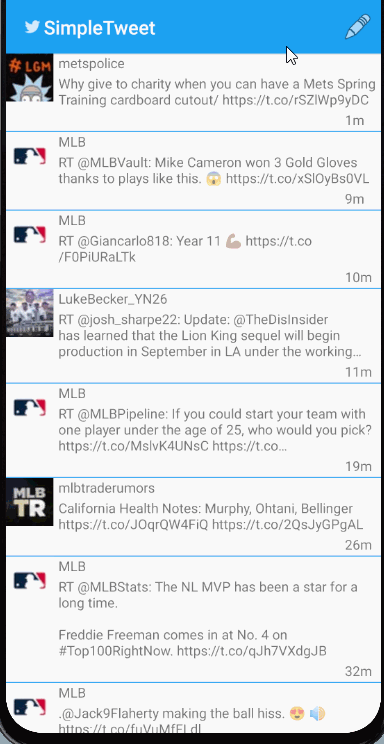 SimpleTweet
# LGM
metspolice
Why give to charity when you can have a Mets Spring
Training cardboard cutout/ https://t.co/rSZlWp9yDC
1m
MLB
RT @MLBVault: Mike Cameron won 3 Gold Gloves
thanks to plays like this. 😱 https://t.co/xSlOyBs0VL
9m
MLB
RT @Giancarlo818: Year 11 💪🏽 https://t.co
/F0PiURaLTk
10m
LukeBecker_YN26
RT @josh_sharpe22: Update: @TheDisInsider
has learned that the Lion King sequel will begin
production in September in LA under the working…
11m
MLB
RT @MLBPipeline: If you could start your team with
one player under the age of 25, who would you pick?
https://t.co/MslvK4UNsC https://t.co…
19m
MLB
TR
mlbtraderumors
California Health Notes: Murphy, Ohtani, Bellinger
https://t.co/JOqrQW4FiQ https://t.co/2QsJyGPgAL
26m
MLB
RT @MLBStats: The NL MVP has been a star for a
long time.
Freddie Freeman comes in at No. 4 on
#Top100RightNow. https://t.co/qJh7VXdgJB
32m
MLB
.@Jack9Flaherty making the ball hiss. 😍 🔊